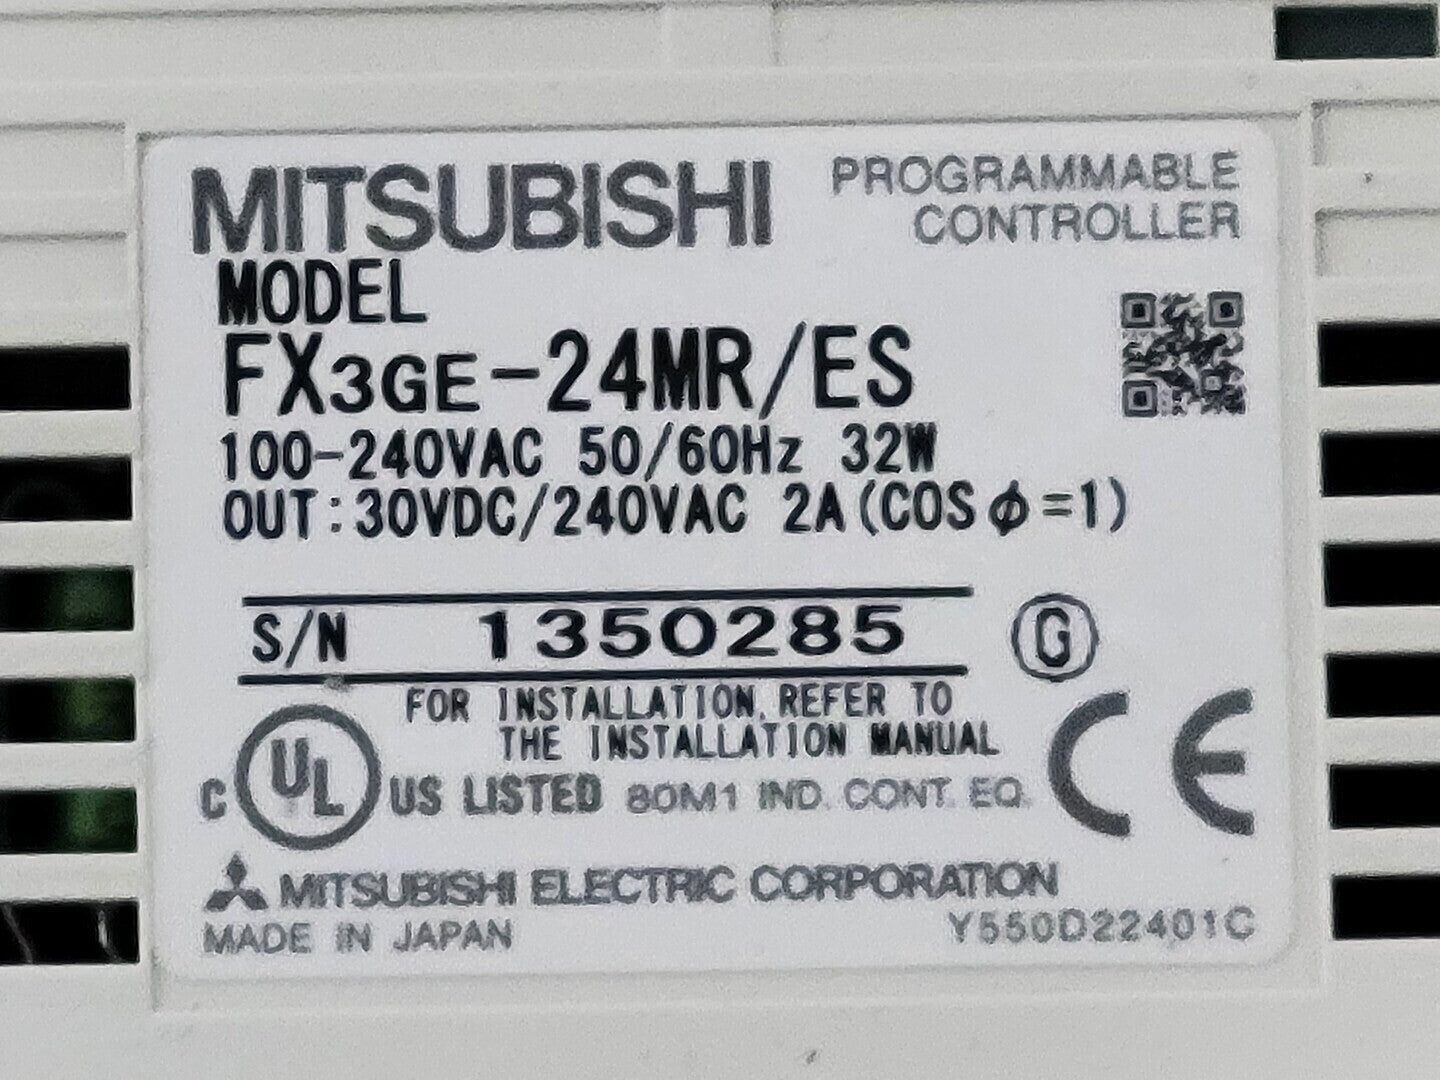 MITSUBISHI
PROGRAMMABLE
CONTROLLER
MODEL
FX3GE-24MR/ES
100-240VAC 50/60Hz 32W
OUT:30VDC/240VAC 2A(COSφ=1)
S/N 1350285
G
FOR INSTALLATION, REFER TO
THE INSTALLATION MANUAL
C UL US LISTED 80M1 IND. CONT. EQ.
CE
MITSUBISHI ELECTRIC CORPORATION
MADE IN JAPAN
Y550D22401C